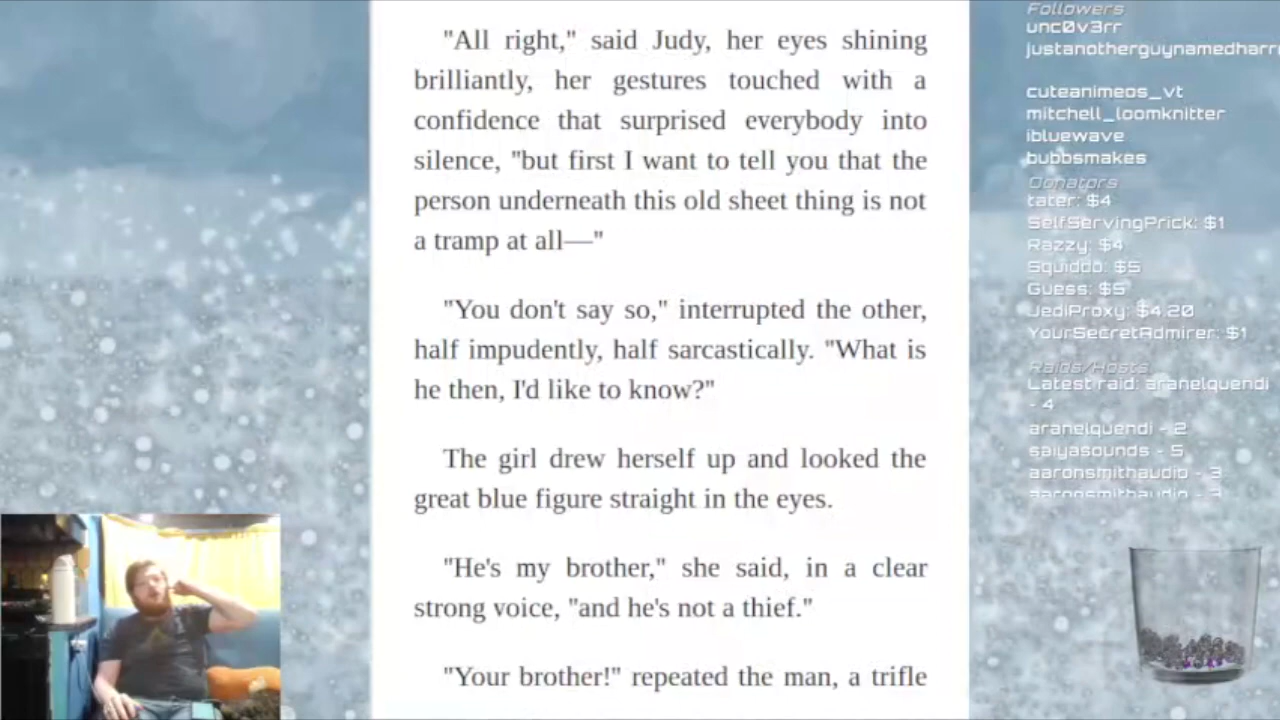 "All right," said Judy, her eyes shining
brilliantly, her gestures touched with a
confidence that surprised everybody into
silence, "but first I want to tell you that the
person underneath this old sheet thing is not
a tramp at all—"
"You don't say so," interrupted the other,
half impudently, half sarcastically. "What is
he then, I'd like to know?"
The girl drew herself up and looked the
great blue figure straight in the eyes.
"He's my brother," she said, in a clear
strong voice, "and he's not a thief."
"Your brother!" repeated the man, a trifle
Followers
unc0v3rr
justanotherguynamedharr
cuteanimeos_vt
mitchell_loomknitter
ibluewave
bubbsmakes
Donators
tater: $4
SelfServingPrick: $1
Razzy: $4
Squiddo: $5
Guess: $5
JediProxy: $4.20
YourSecretAdmirer: $1
Raids/Hosts
Latest raid: aranelquendi
- 4
aranelquendi - 2
saiyasounds - 5
aaronsmithaudio - 3
aaronsmithaudio - 3